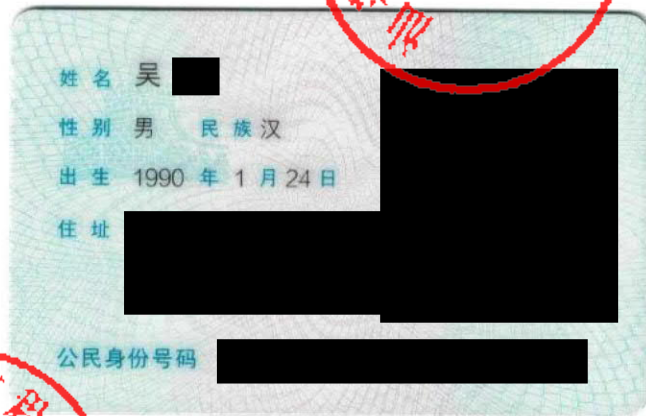 姓名 吴
性别 男 民族 汉
出生 1990 年 1 月 24 日
住址
公民身份号码